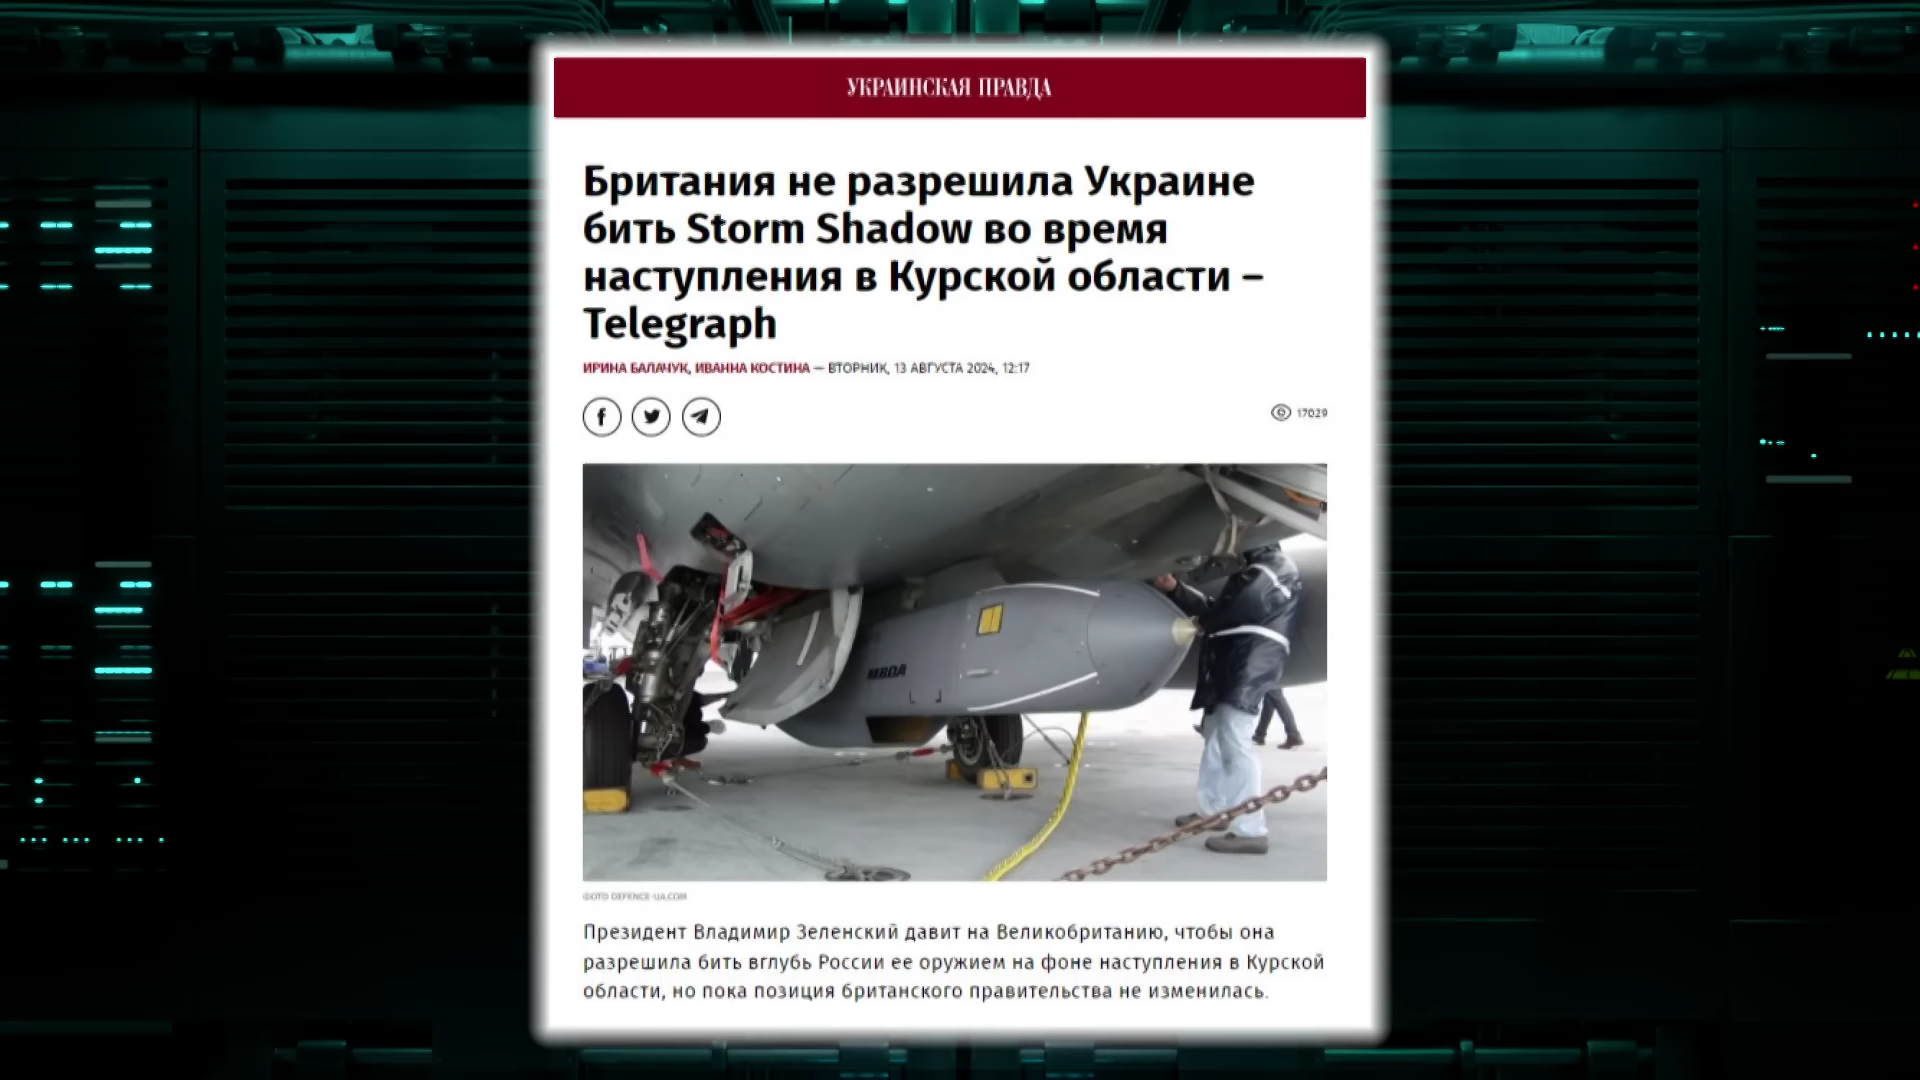 УКРАИНСКАЯ ПРАВДА
Британия не разрешила Украине
бить Storm Shadow во время
наступления в Курской области –
Telegraph
ИРИНА БАЛАЧУК, ИВАННА КОСТИНА — ВТОРНИК, 13 АВГУСТА 2024, 12:17
17029
MBDA
ФОТО DEFENCE-UA.COM
Президент Владимир Зеленский давит на Великобританию, чтобы она
разрешила бить вглубь России ее оружием на фоне наступления в Курской
области, но пока позиция британского правительства не изменилась.